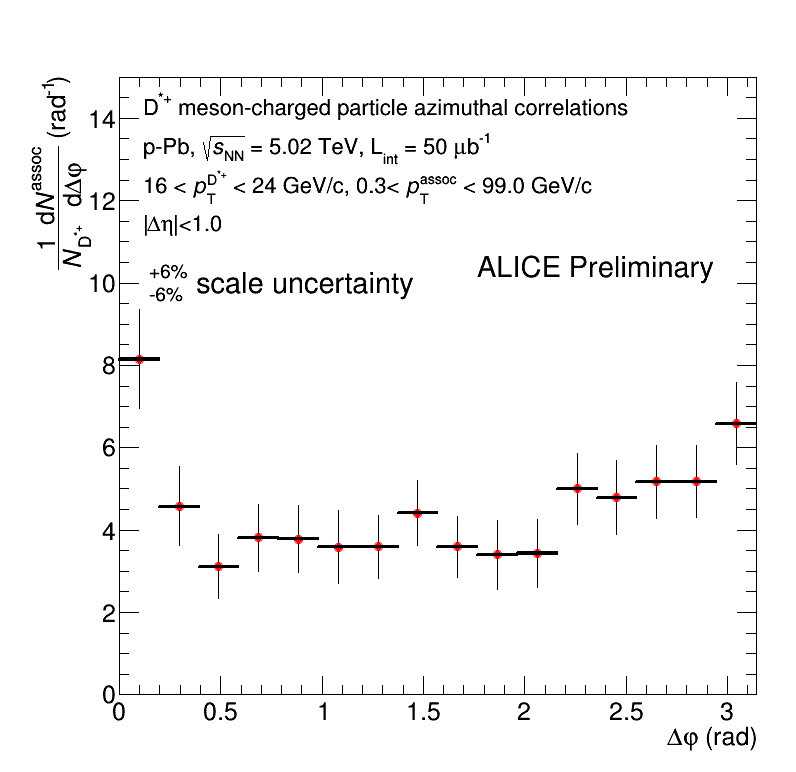 D*+ meson-charged particle azimuthal correlations
p-Pb, √sNN = 5.02 TeV, Lint = 50 μb-1
16 < pTD*+ < 24 GeV/c, 0.3< pTassoc < 99.0 GeV/c
|Δη|<1.0
+6%
-6% scale uncertainty
ALICE Preliminary
1 dNassoc
ND*+ dΔφ (rad-1)
14
12
10
8
6
4
2
0
0 0.5 1 1.5 2 2.5 3
Δφ (rad)